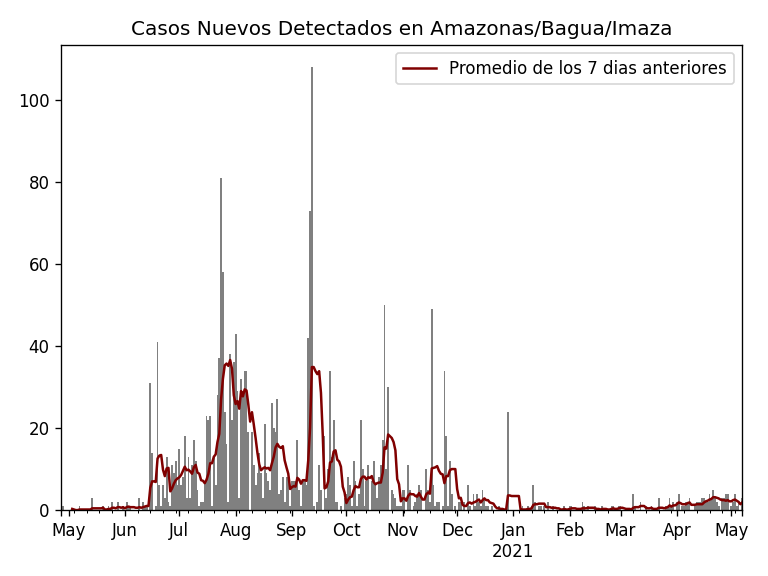 Casos Nuevos Detectados en Amazonas/Bagua/Imaza
Promedio de los 7 dias anteriores
100
80
60
40
20
0
May Jun Jul Aug Sep Oct Nov Dec Jan Feb Mar Apr May
2021